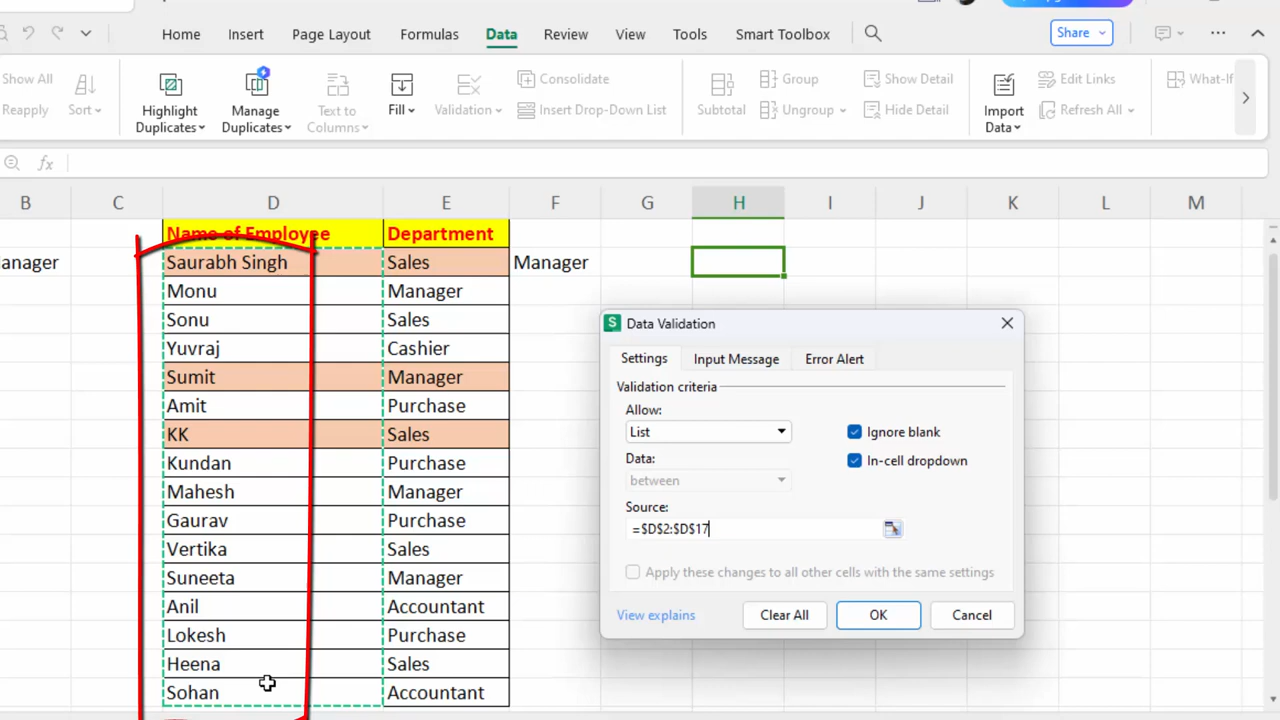 Home Insert Page Layout Formulas Data Review View Tools Smart Toolbox Share
Show All Consolidate Group Show Detail Edit Links What-If
Reapply Sort Highlight Duplicates Manage Duplicates Text to Columns Fill Validation Insert Drop-Down List Subtotal Ungroup Hide Detail Import Data Refresh All
fx
B C D E F G H I J K L M
Name of Employee Department
anager Saurabh Singh Sales Manager
Monu Manager
Sonu Sales
Yuvraj Cashier
Sumit Manager
Amit Purchase
KK Sales
Kundan Purchase
Mahesh Manager
Gaurav Purchase
Vertika Sales
Suneeta Manager
Anil Accountant
Lokesh Purchase
Heena Sales
Sohan Accountant
S Data Validation
Settings Input Message Error Alert
Validation criteria
Allow:
List Ignore blank
Data: In-cell dropdown
between
Source:
=$D$2:$D$17
Apply these changes to all other cells with the same settings
View explains Clear All OK Cancel